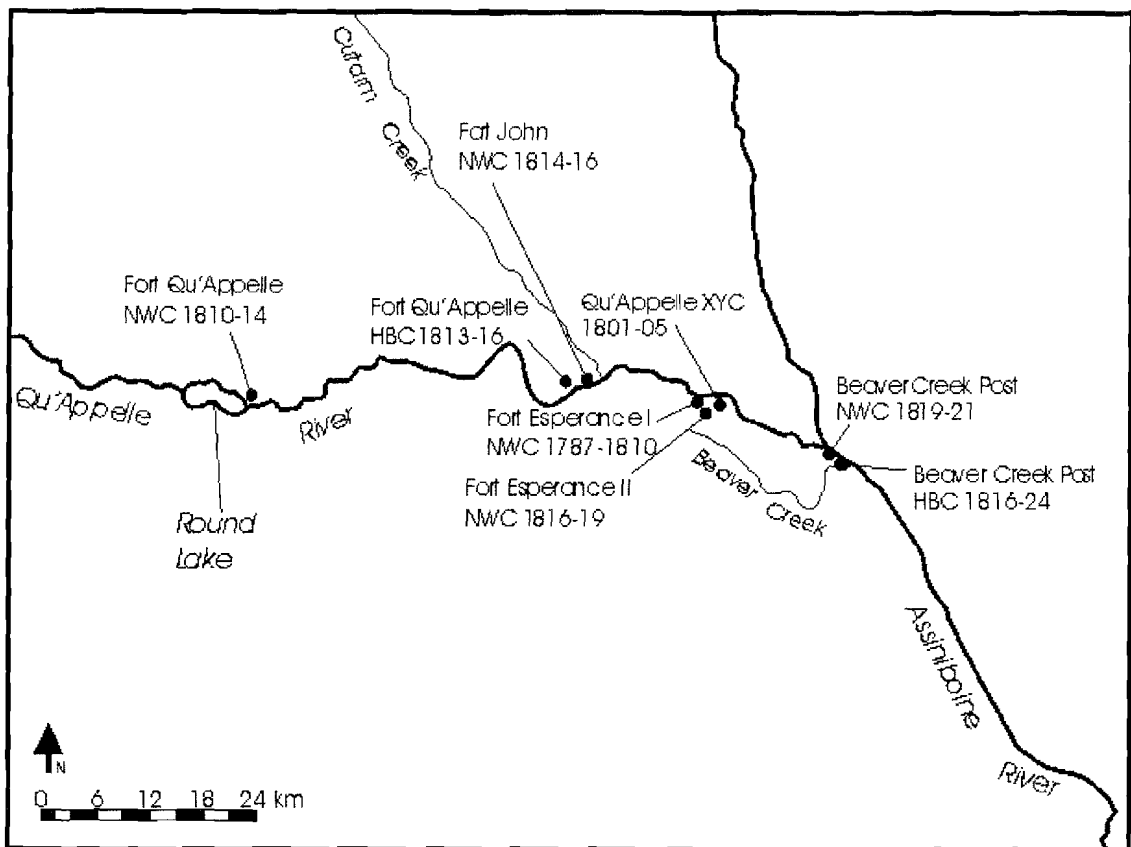 Cutarm Creek
Fat John
NWC 1814-16
Fort Qu'Appelle
NWC 1810-14
Fort Qu'Appelle
HBC 1813-16
Qu'Appelle XYC
1801-05
Qu'Appelle River
Fort Esperance I
NWC 1787-1810
Beaver Creek Post
NWC 1819-21
Fort Esperance II
NWC 1816-19
Beaver Creek
Beaver Creek Post
HBC 1816-24
Round
Lake
Assiniboine River
N
0 6 12 18 24 km